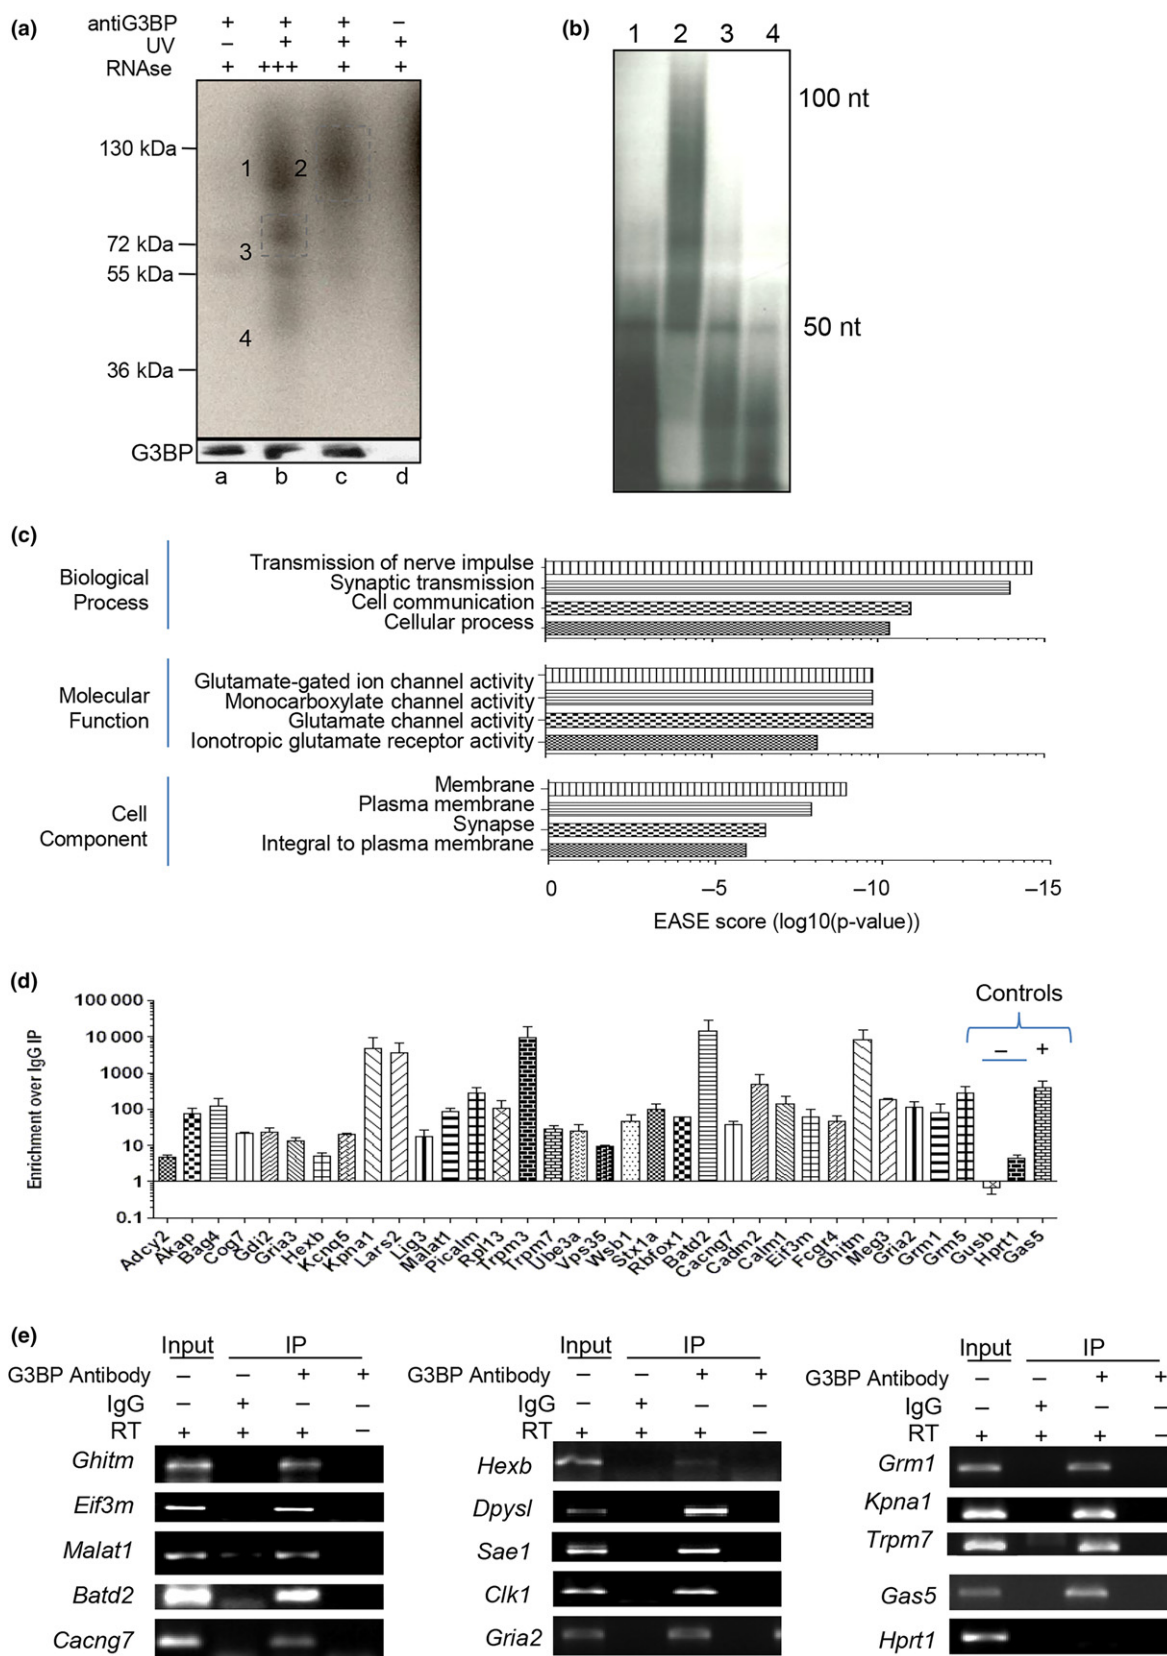 (a)
antiG3BP + + + –
UV – + + +
RNAse + +++ + +
130 kDa
72 kDa
55 kDa
36 kDa
1 2
3
4
G3BP
a b c d
(b)
1 2 3 4
100 nt
50 nt
(c)
Biological
Process
Transmission of nerve impulse
Synaptic transmission
Cell communication
Cellular process
Molecular
Function
Glutamate-gated ion channel activity
Monocarboxylate channel activity
Glutamate channel activity
Ionotropic glutamate receptor activity
Cell
Component
Membrane
Plasma membrane
Synapse
Integral to plasma membrane
0 –5 –10 –15
EASE score (log10(p-value))
(d)
Enrichment over IgG IP
100 000
10 000
1000
100
10
1
0.1
Controls
– +
Adcy2 Akap Bag4 Cog7 Gdi2 Gria3 Hexb Kcnq5 Kpna1 Lars2 Lig3 Malat1 Picalm Rpl13 Trpm3 Trpm7 Ube3a Vps35 Wsb1 Stx1a Rbfox1 Batd2 Cacng7 Cadm2 Calm1 Eif3m Fcgr4 Ghitm Meg3 Gria2 Grm1 Grm5 Gusb Hprt1 Gas5
(e)
Input IP
G3BP Antibody – – + +
IgG – + – –
RT + + + –
Ghitm
Eif3m
Malat1
Batd2
Cacng7
Input IP
G3BP Antibody – – + +
IgG – + – –
RT + + + –
Hexb
Dpysl
Sae1
Clk1
Gria2
Input IP
G3BP Antibody – – + +
IgG – + – –
RT + + + –
Grm1
Kpna1
Trpm7
Gas5
Hprt1